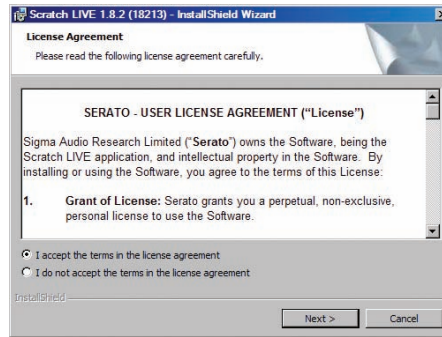 Scratch LIVE 1.8.2 (18213) - InstallShield Wizard
License Agreement
Please read the following license agreement carefully.
SERATO - USER LICENSE AGREEMENT ("License")
Sigma Audio Research Limited ("Serato") owns the Software, being the
Scratch LIVE application, and intellectual property in the Software. By
installing or using the Software, you agree to the terms of this License:
1. Grant of License: Serato grants you a perpetual, non-exclusive,
personal license to use the Software.
I accept the terms in the license agreement
I do not accept the terms in the license agreement
InstallShield
Next >
Cancel